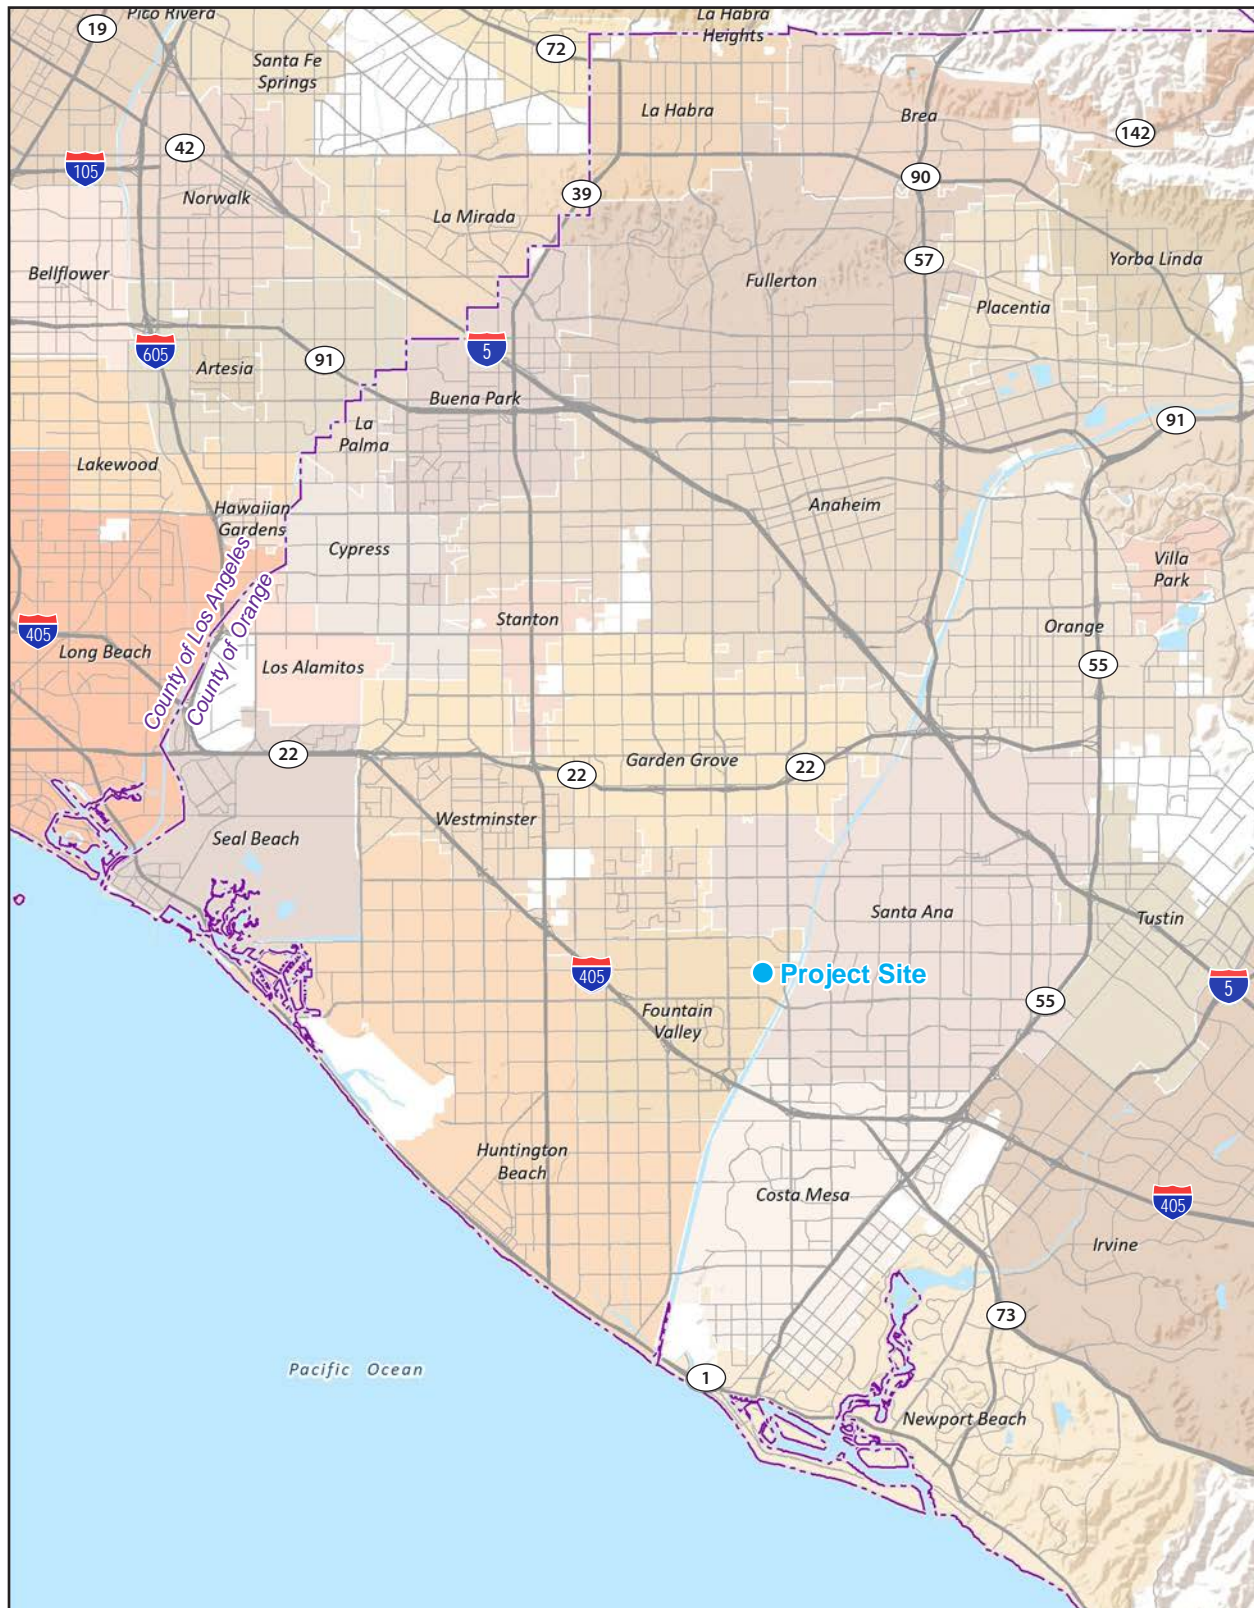 Pico Rivera
19
La Habra
Heights
72
Santa Fe
Springs
La Habra
Brea
142
42
105
90
39
Norwalk
La Mirada
57
Bellflower
Fullerton
Yorba Linda
Placentia
605
5
91
Artesia
Buena Park
91
La
Palma
Lakewood
Hawaiian
Gardens
Anaheim
Cypress
Villa
Park
County of Los Angeles
County of Orange
Stanton
Orange
405
Long Beach
Los Alamitos
55
22
Garden Grove
22
22
Westminster
Seal Beach
Santa Ana
Tustin
Project Site
405
5
55
Fountain
Valley
Huntington
Beach
Costa Mesa
405
Irvine
73
Pacific Ocean
1
Newport Beach